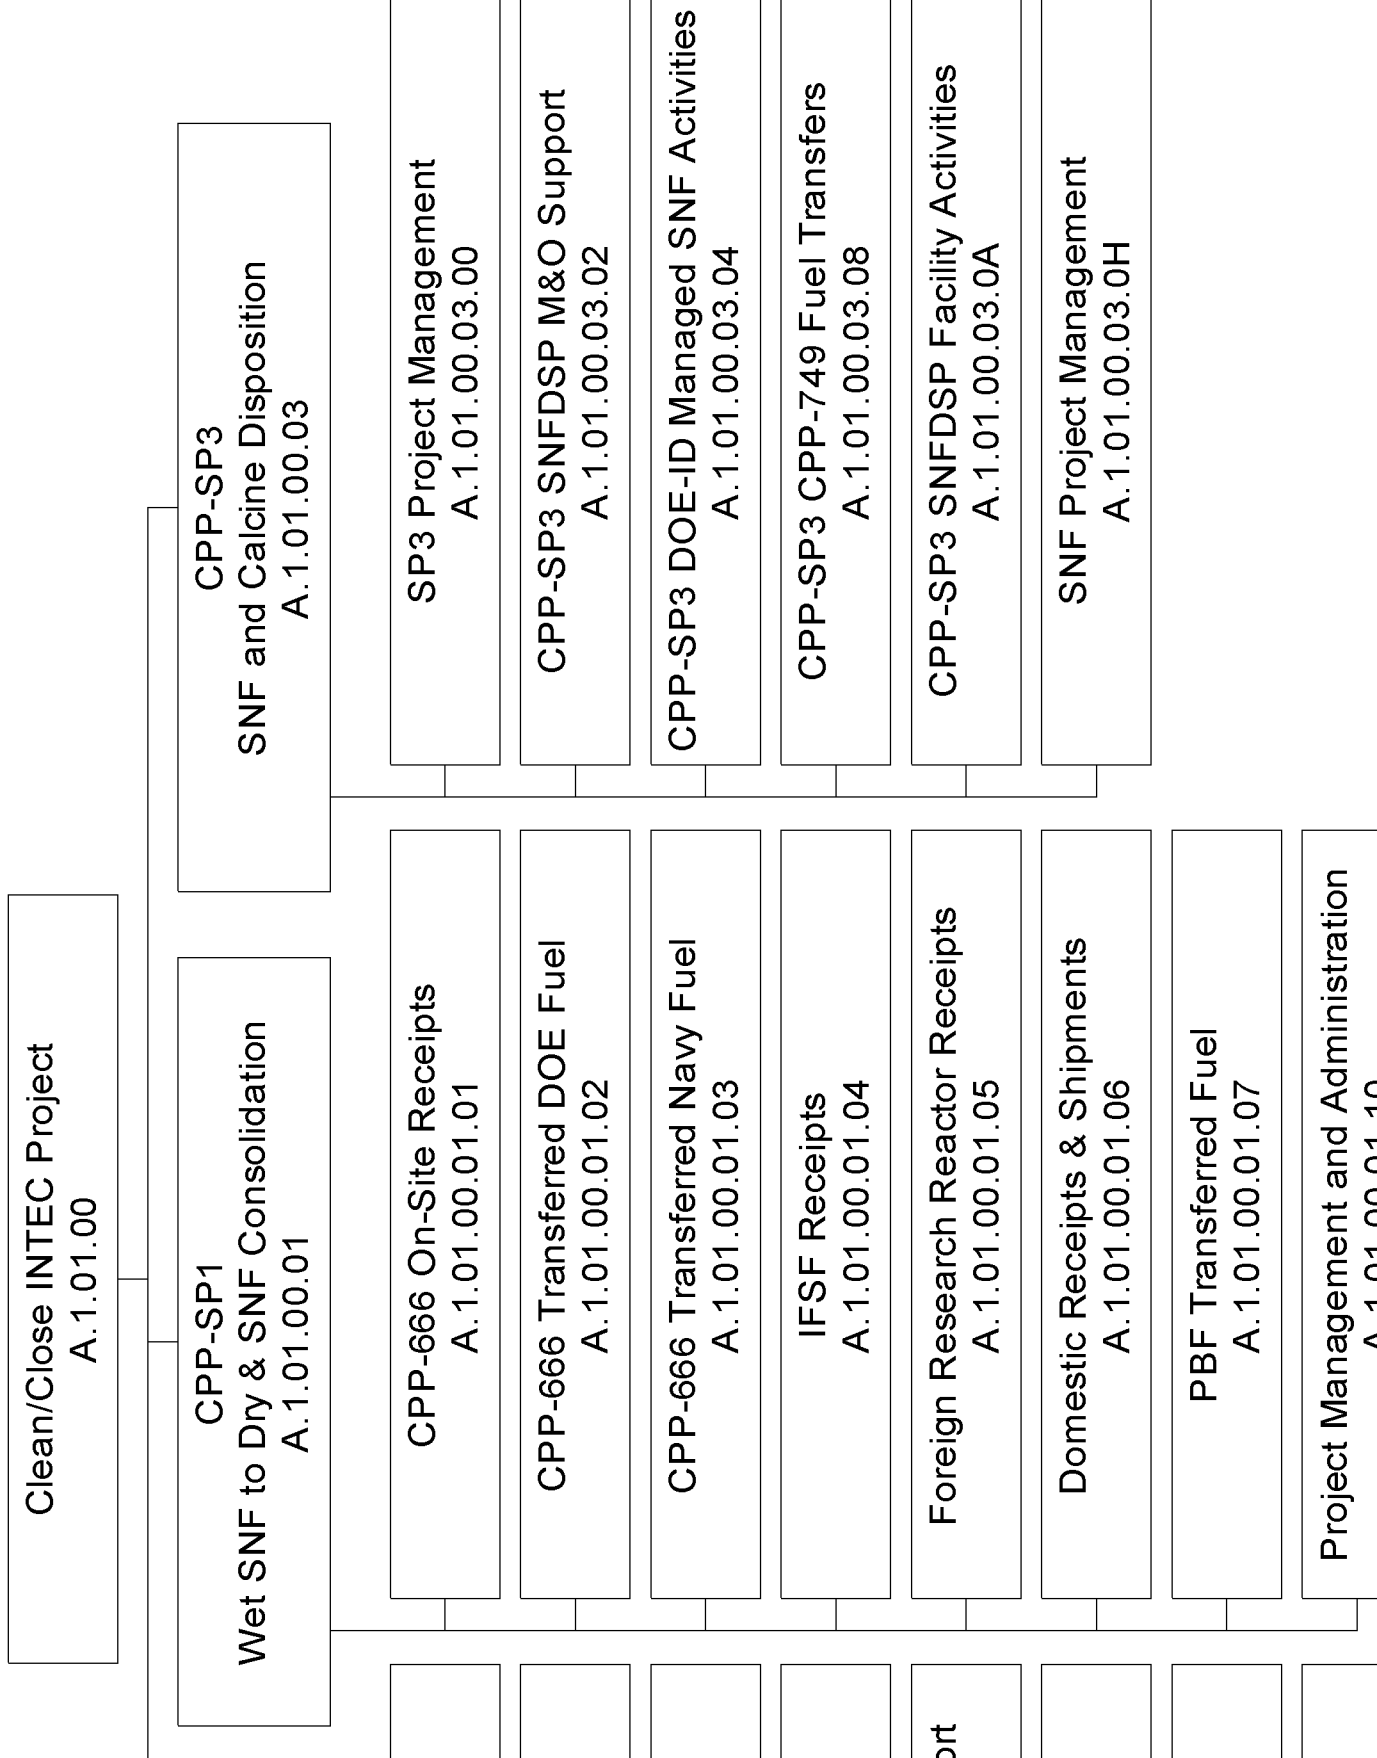 Clean/Close INTEC Project
A.1.01.00
CPP-SP1
Wet SNF to Dry & SNF Consolidation
A.1.01.00.01
CPP-666 On-Site Receipts
A.1.01.00.01.01
CPP-666 Transferred DOE Fuel
A.1.01.00.01.02
CPP-666 Transferred Navy Fuel
A.1.01.00.01.03
IFSF Receipts
A.1.01.00.01.04
Foreign Research Reactor Receipts
A.1.01.00.01.05
Domestic Receipts & Shipments
A.1.01.00.01.06
PBF Transferred Fuel
A.1.01.00.01.07
Project Management and Administration
A.1.01.00.01.10
CPP-SP3
SNF and Calcine Disposition
A.1.01.00.03
SP3 Project Management
A.1.01.00.03.00
CPP-SP3 SNFDSP M&O Support
A.1.01.00.03.02
CPP-SP3 DOE-ID Managed SNF Activities
A.1.01.00.03.04
CPP-SP3 CPP-749 Fuel Transfers
A.1.01.00.03.08
CPP-SP3 SNFDSP Facility Activities
A.1.01.00.03.0A
SNF Project Management
A.1.01.00.03.0H